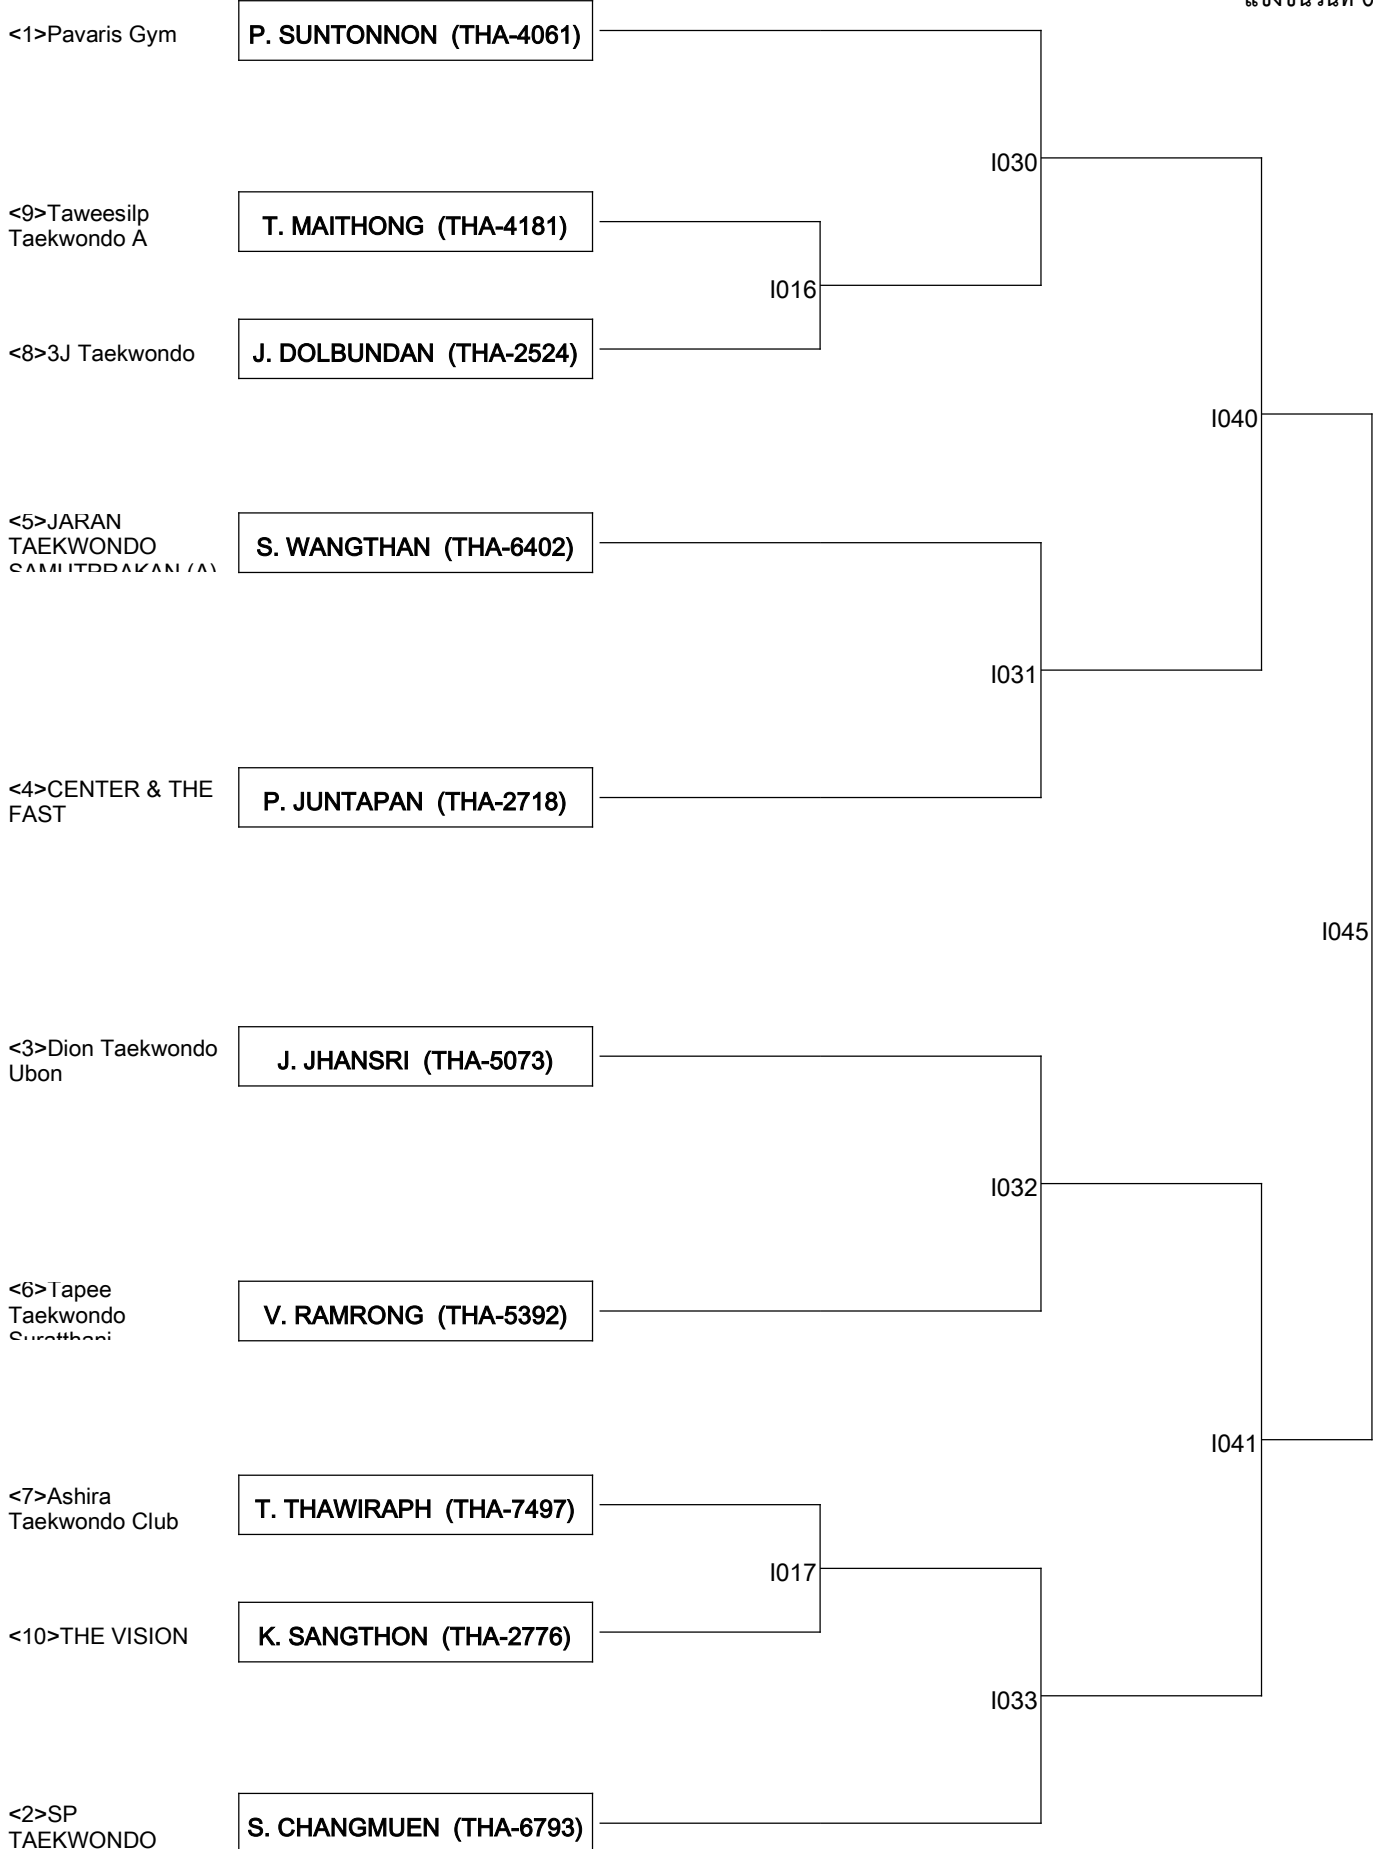 <1>Pavaris Gym
P. SUNTONNON (THA-4061)
I030
<9>Taweesilp
Taekwondo A
T. MAITHONG (THA-4181)
I016
<8>3J Taekwondo
J. DOLBUNDAN (THA-2524)
I040
<5>JARAN
TAEKWONDO
SAMUTPRAKAN (A)
S. WANGTHAN (THA-6402)
I031
<4>CENTER & THE
FAST
P. JUNTAPAN (THA-2718)
I045
<3>Dion Taekwondo
Ubon
J. JHANSRI (THA-5073)
I032
<6>Tapee
Taekwondo
Suratthani
V. RAMRONG (THA-5392)
I041
<7>Ashira
Taekwondo Club
T. THAWIRAPH (THA-7497)
I017
<10>THE VISION
K. SANGTHON (THA-2776)
I033
<2>SP
TAEKWONDO
S. CHANGMUEN (THA-6793)